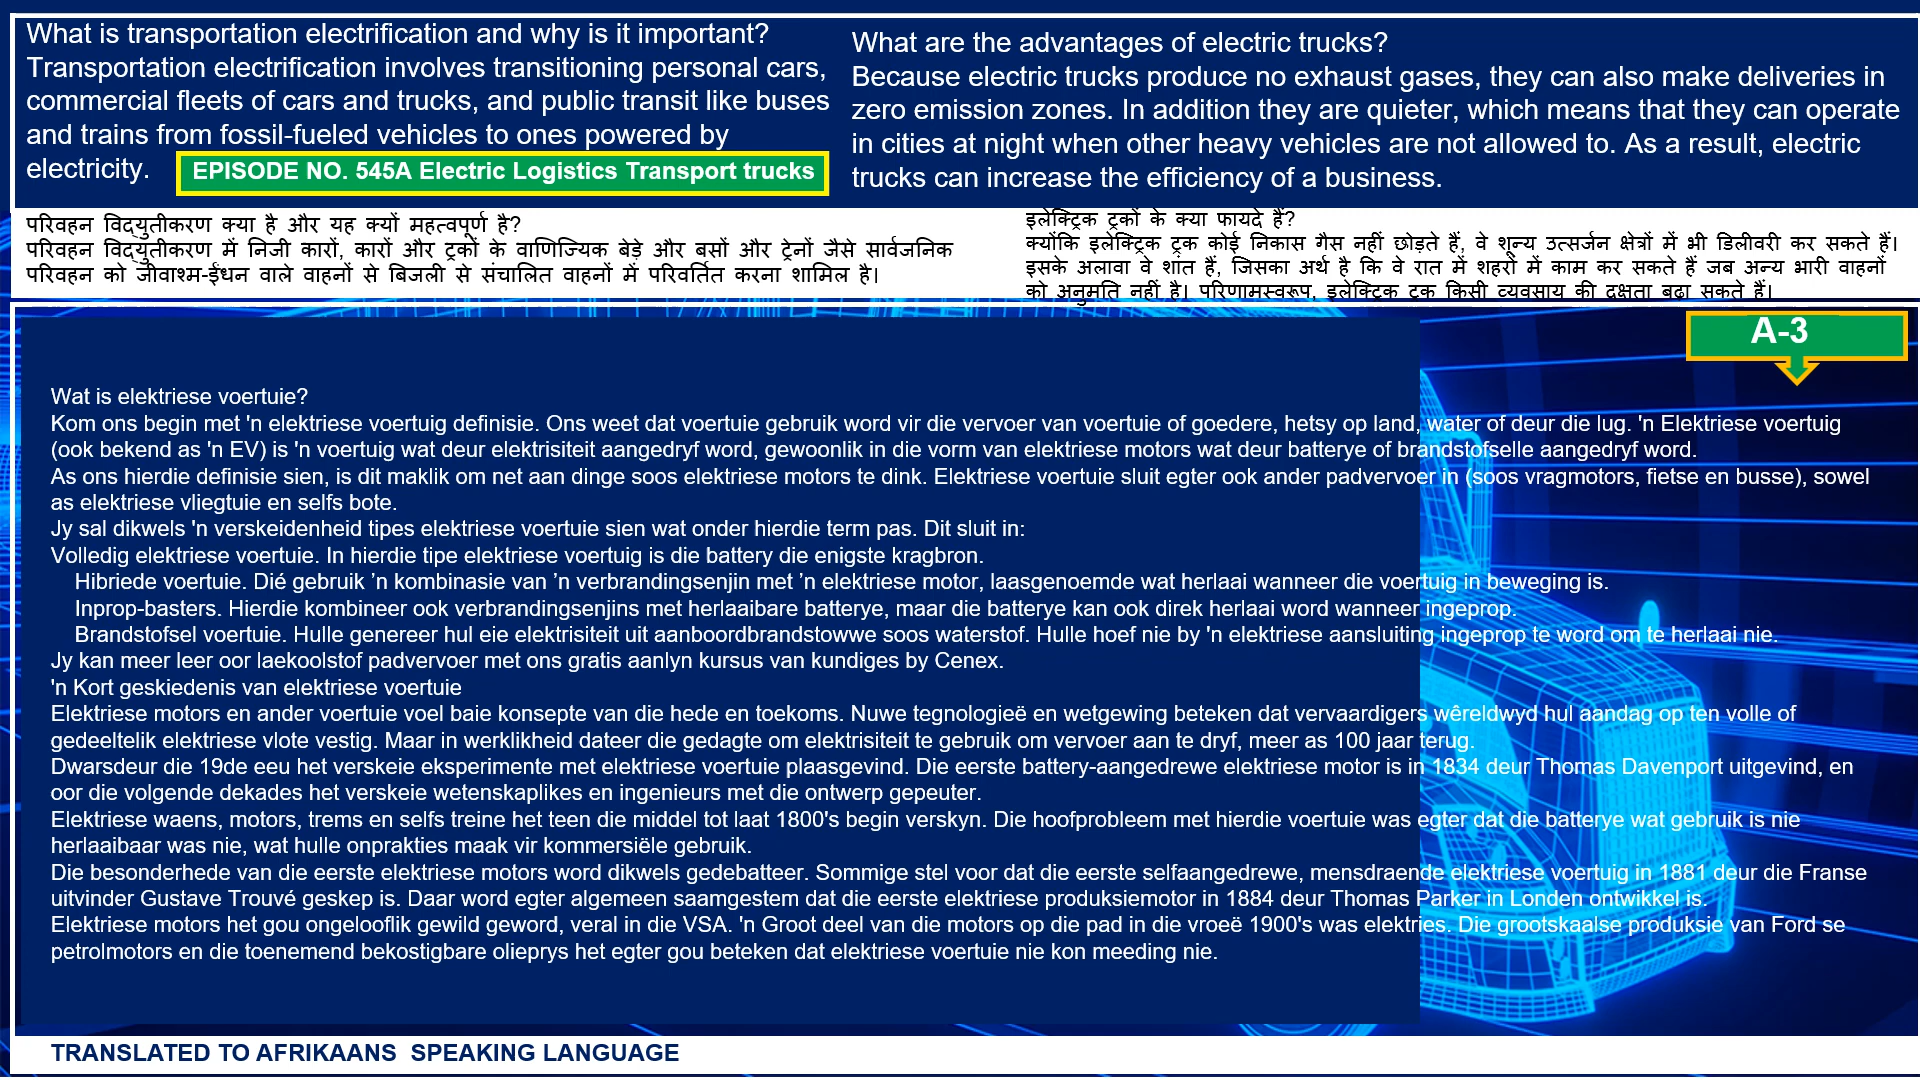 What is transportation electrification and why is it important?
Transportation electrification involves transitioning personal cars,
commercial fleets of cars and trucks, and public transit like buses
and trains from fossil-fueled vehicles to ones powered by
electricity.
EPISODE NO. 545A Electric Logistics Transport trucks
What are the advantages of electric trucks?
Because electric trucks produce no exhaust gases, they can also make deliveries in
zero emission zones. In addition they are quieter, which means that they can operate
in cities at night when other heavy vehicles are not allowed to. As a result, electric
trucks can increase the efficiency of a business.
परिवहन विद्युतीकरण क्या है और यह क्यों महत्वपूर्ण है?
परिवहन विद्युतीकरण में निजी कारों, कारों और ट्रकों के वाणिज्यिक बेड़े और बसों और ट्रेनों जैसे सार्वजनिक
परिवहन को जीवाश्म-ईंधन वाले वाहनों से बिजली से संचालित वाहनों में परिवर्तित करना शामिल है।
इलेक्ट्रिक ट्रकों के क्या फायदे हैं?
क्योंकि इलेक्ट्रिक ट्रक कोई निकास गैस नहीं छोड़ते हैं, वे शून्य उत्सर्जन क्षेत्रों में भी डिलीवरी कर सकते हैं।
इसके अलावा वे शांत हैं, जिसका अर्थ है कि वे रात में शहरों में काम कर सकते हैं जब अन्य भारी वाहनों
को अनुमति नहीं है। परिणामस्वरूप, इलेक्ट्रिक ट्रक किसी व्यवसाय की दक्षता बढ़ा सकते हैं।
A-3
Wat is elektriese voertuie?
Kom ons begin met 'n elektriese voertuig definisie. Ons weet dat voertuie gebruik word vir die vervoer van voertuie of goedere, hetsy op land, water of deur die lug. 'n Elektriese voertuig
(ook bekend as 'n EV) is 'n voertuig wat deur elektrisiteit aangedryf word, gewoonlik in die vorm van elektriese motors wat deur batterye of brandstofselle aangedryf word.
As ons hierdie definisie sien, is dit maklik om net aan dinge soos elektriese motors te dink. Elektriese voertuie sluit egter ook ander padvervoer in (soos vragmotors, fietse en busse), sowel
as elektriese vliegtuie en selfs bote.
Jy sal dikwels 'n verskeidenheid tipes elektriese voertuie sien wat onder hierdie term pas. Dit sluit in:
Volledig elektriese voertuie. In hierdie tipe elektriese voertuig is die battery die enigste kragbron.
Hibriede voertuie. Dié gebruik ’n kombinasie van ’n verbrandingsenjin met ’n elektriese motor, laasgenoemde wat herlaai wanneer die voertuig in beweging is.
Inprop-basters. Hierdie kombineer ook verbrandingsenjins met herlaaibare batterye, maar die batterye kan ook direk herlaai word wanneer ingeprop.
Brandstofsel voertuie. Hulle genereer hul eie elektrisiteit uit aanboordbrandstowwe soos waterstof. Hulle hoef nie by 'n elektriese aansluiting ingeprop te word om te herlaai nie.
Jy kan meer leer oor laekoolstof padvervoer met ons gratis aanlyn kursus van kundiges by Cenex.
'n Kort geskiedenis van elektriese voertuie
Elektriese motors en ander voertuie voel baie konsepte van die hede en toekoms. Nuwe tegnologieë en wetgewing beteken dat vervaardigers wêreldwyd hul aandag op ten volle of
gedeeltelik elektriese vlote vestig. Maar in werklikheid dateer die gedagte om elektrisiteit te gebruik om vervoer aan te dryf, meer as 100 jaar terug.
Dwarsdeur die 19de eeu het verskeie eksperimente met elektriese voertuie plaasgevind. Die eerste battery-aangedrewe elektriese motor is in 1834 deur Thomas Davenport uitgevind, en
oor die volgende dekades het verskeie wetenskaplikes en ingenieurs met die ontwerp gepeuter.
Elektriese waens, motors, trems en selfs treine het teen die middel tot laat 1800's begin verskyn. Die hoofprobleem met hierdie voertuie was egter dat die batterye wat gebruik is nie
herlaaibaar was nie, wat hulle onprakties maak vir kommersiële gebruik.
Die besonderhede van die eerste elektriese motors word dikwels gedebatteer. Sommige stel voor dat die eerste selfaangedrewe, mensdraende elektriese voertuig in 1881 deur die Franse
uitvinder Gustave Trouvé geskep is. Daar word egter algemeen saamgestem dat die eerste elektriese produksiemotor in 1884 deur Thomas Parker in Londen ontwikkel is.
Elektriese motors het gou ongelooflik gewild geword, veral in die VSA. 'n Groot deel van die motors op die pad in die vroeë 1900's was elektries. Die grootskaalse produksie van Ford se
petrolmotors en die toenemend bekostigbare olieprys het egter gou beteken dat elektriese voertuie nie kon meeding nie.
TRANSLATED TO AFRIKAANS  SPEAKING LANGUAGE